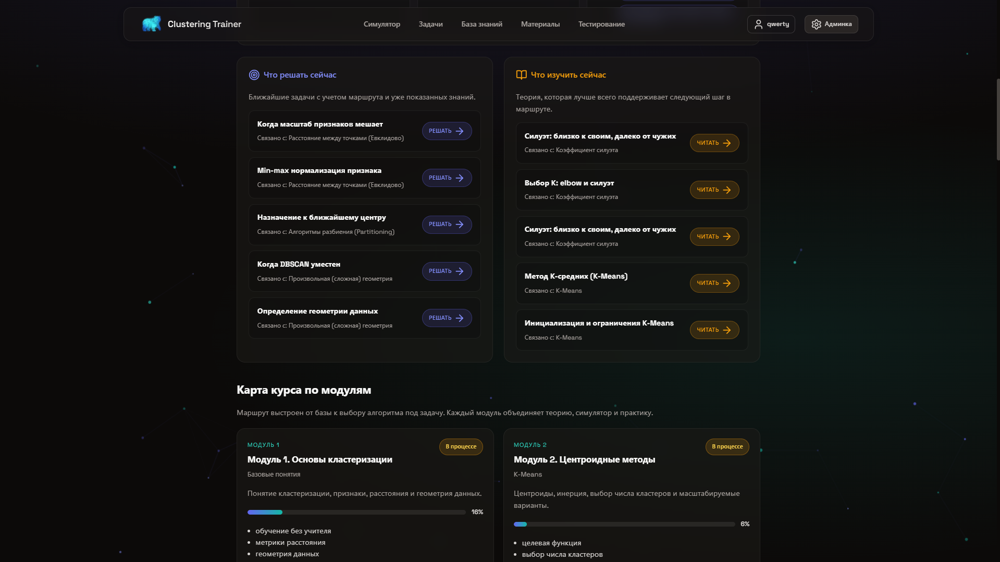 Clustering Trainer
Симулятор
Задачи
База знаний
Материалы
Тестирование
qwerty
Админка
Что решать сейчас
Ближайшие задачи с учетом маршрута и уже показанных знаний.
Когда масштаб признаков мешает
Связано с: Расстояние между точками (Евклидово)
РЕШАТЬ
Min-max нормализация признака
Связано с: Расстояние между точками (Евклидово)
РЕШАТЬ
Назначение к ближайшему центру
Связано с: Алгоритмы разбиения (Partitioning)
РЕШАТЬ
Когда DBSCAN уместен
Связано с: Произвольная (сложная) геометрия
РЕШАТЬ
Определение геометрии данных
Связано с: Произвольная (сложная) геометрия
РЕШАТЬ
Что изучить сейчас
Теория, которая лучше всего поддерживает следующий шаг в
маршруте.
Силуэт: близко к своим, далеко от чужих
Связано с: Коэффициент силуэта
ЧИТАТЬ
Выбор K: elbow и силуэт
Связано с: Коэффициент силуэта
ЧИТАТЬ
Силуэт: близко к своим, далеко от чужих
Связано с: Коэффициент силуэта
ЧИТАТЬ
Метод K-средних (K-Means)
Связано с: K-Means
ЧИТАТЬ
Инициализация и ограничения K-Means
Связано с: K-Means
ЧИТАТЬ
Карта курса по модулям
Маршрут выстроен от базы к выбору алгоритма под задачу. Каждый модуль объединяет теорию, симулятор и практику.
МОДУЛЬ 1
В процессе
Модуль 1. Основы кластеризации
Базовые понятия
Понятие кластеризации, признаки, расстояния и геометрия данных.
16%
• обучение без учителя
• метрики расстояния
• геометрия данных
МОДУЛЬ 2
В процессе
Модуль 2. Центроидные методы
K-Means
Центроиды, инерция, выбор числа кластеров и масштабируемые
варианты.
6%
• целевая функция
• выбор числа кластеров